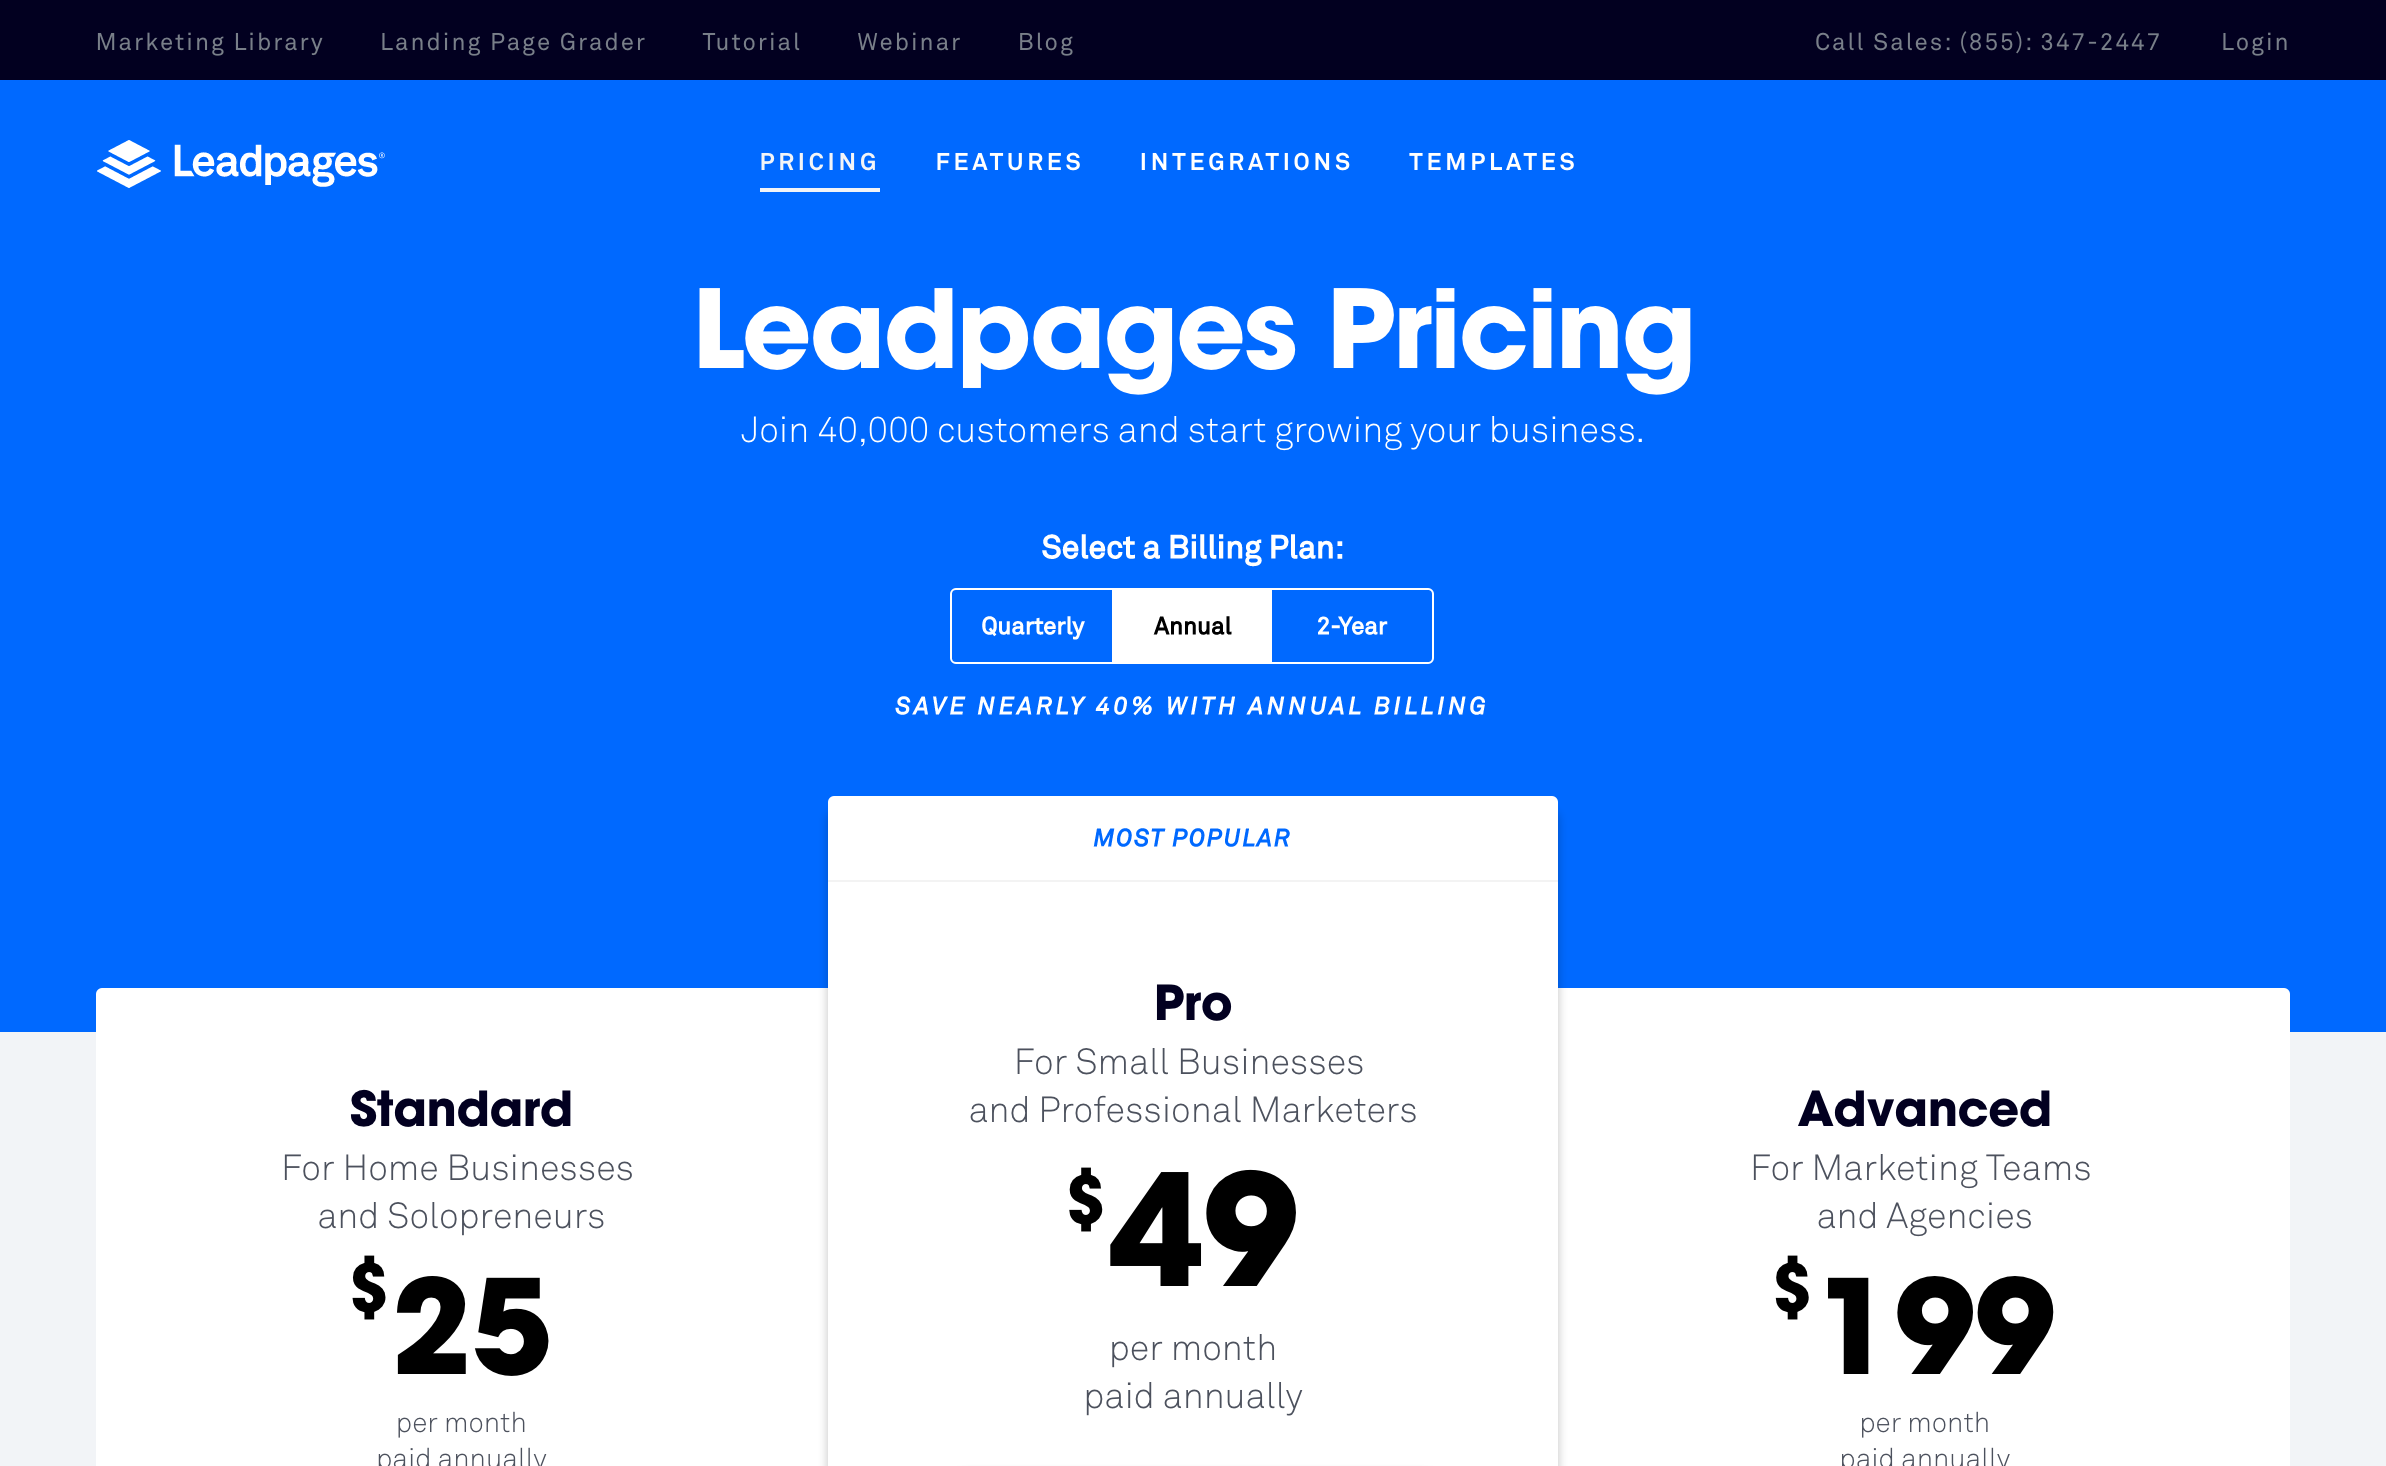 Marketing Library Landing Page Grader Tutorial Webinar Blog Call Sales: (855): 347-2447 Login
Leadpages® PRICING FEATURES INTEGRATIONS TEMPLATES
Leadpages Pricing
Join 40,000 customers and start growing your business.
Select a Billing Plan:
Quarterly Annual 2-Year
SAVE NEARLY 40% WITH ANNUAL BILLING
MOST POPULAR
Pro
For Small Businesses
and Professional Marketers
$49
per month
paid annually
Standard
For Home Businesses
and Solopreneurs
$25
per month
paid annually
Advanced
For Marketing Teams
and Agencies
$199
per month
paid annually